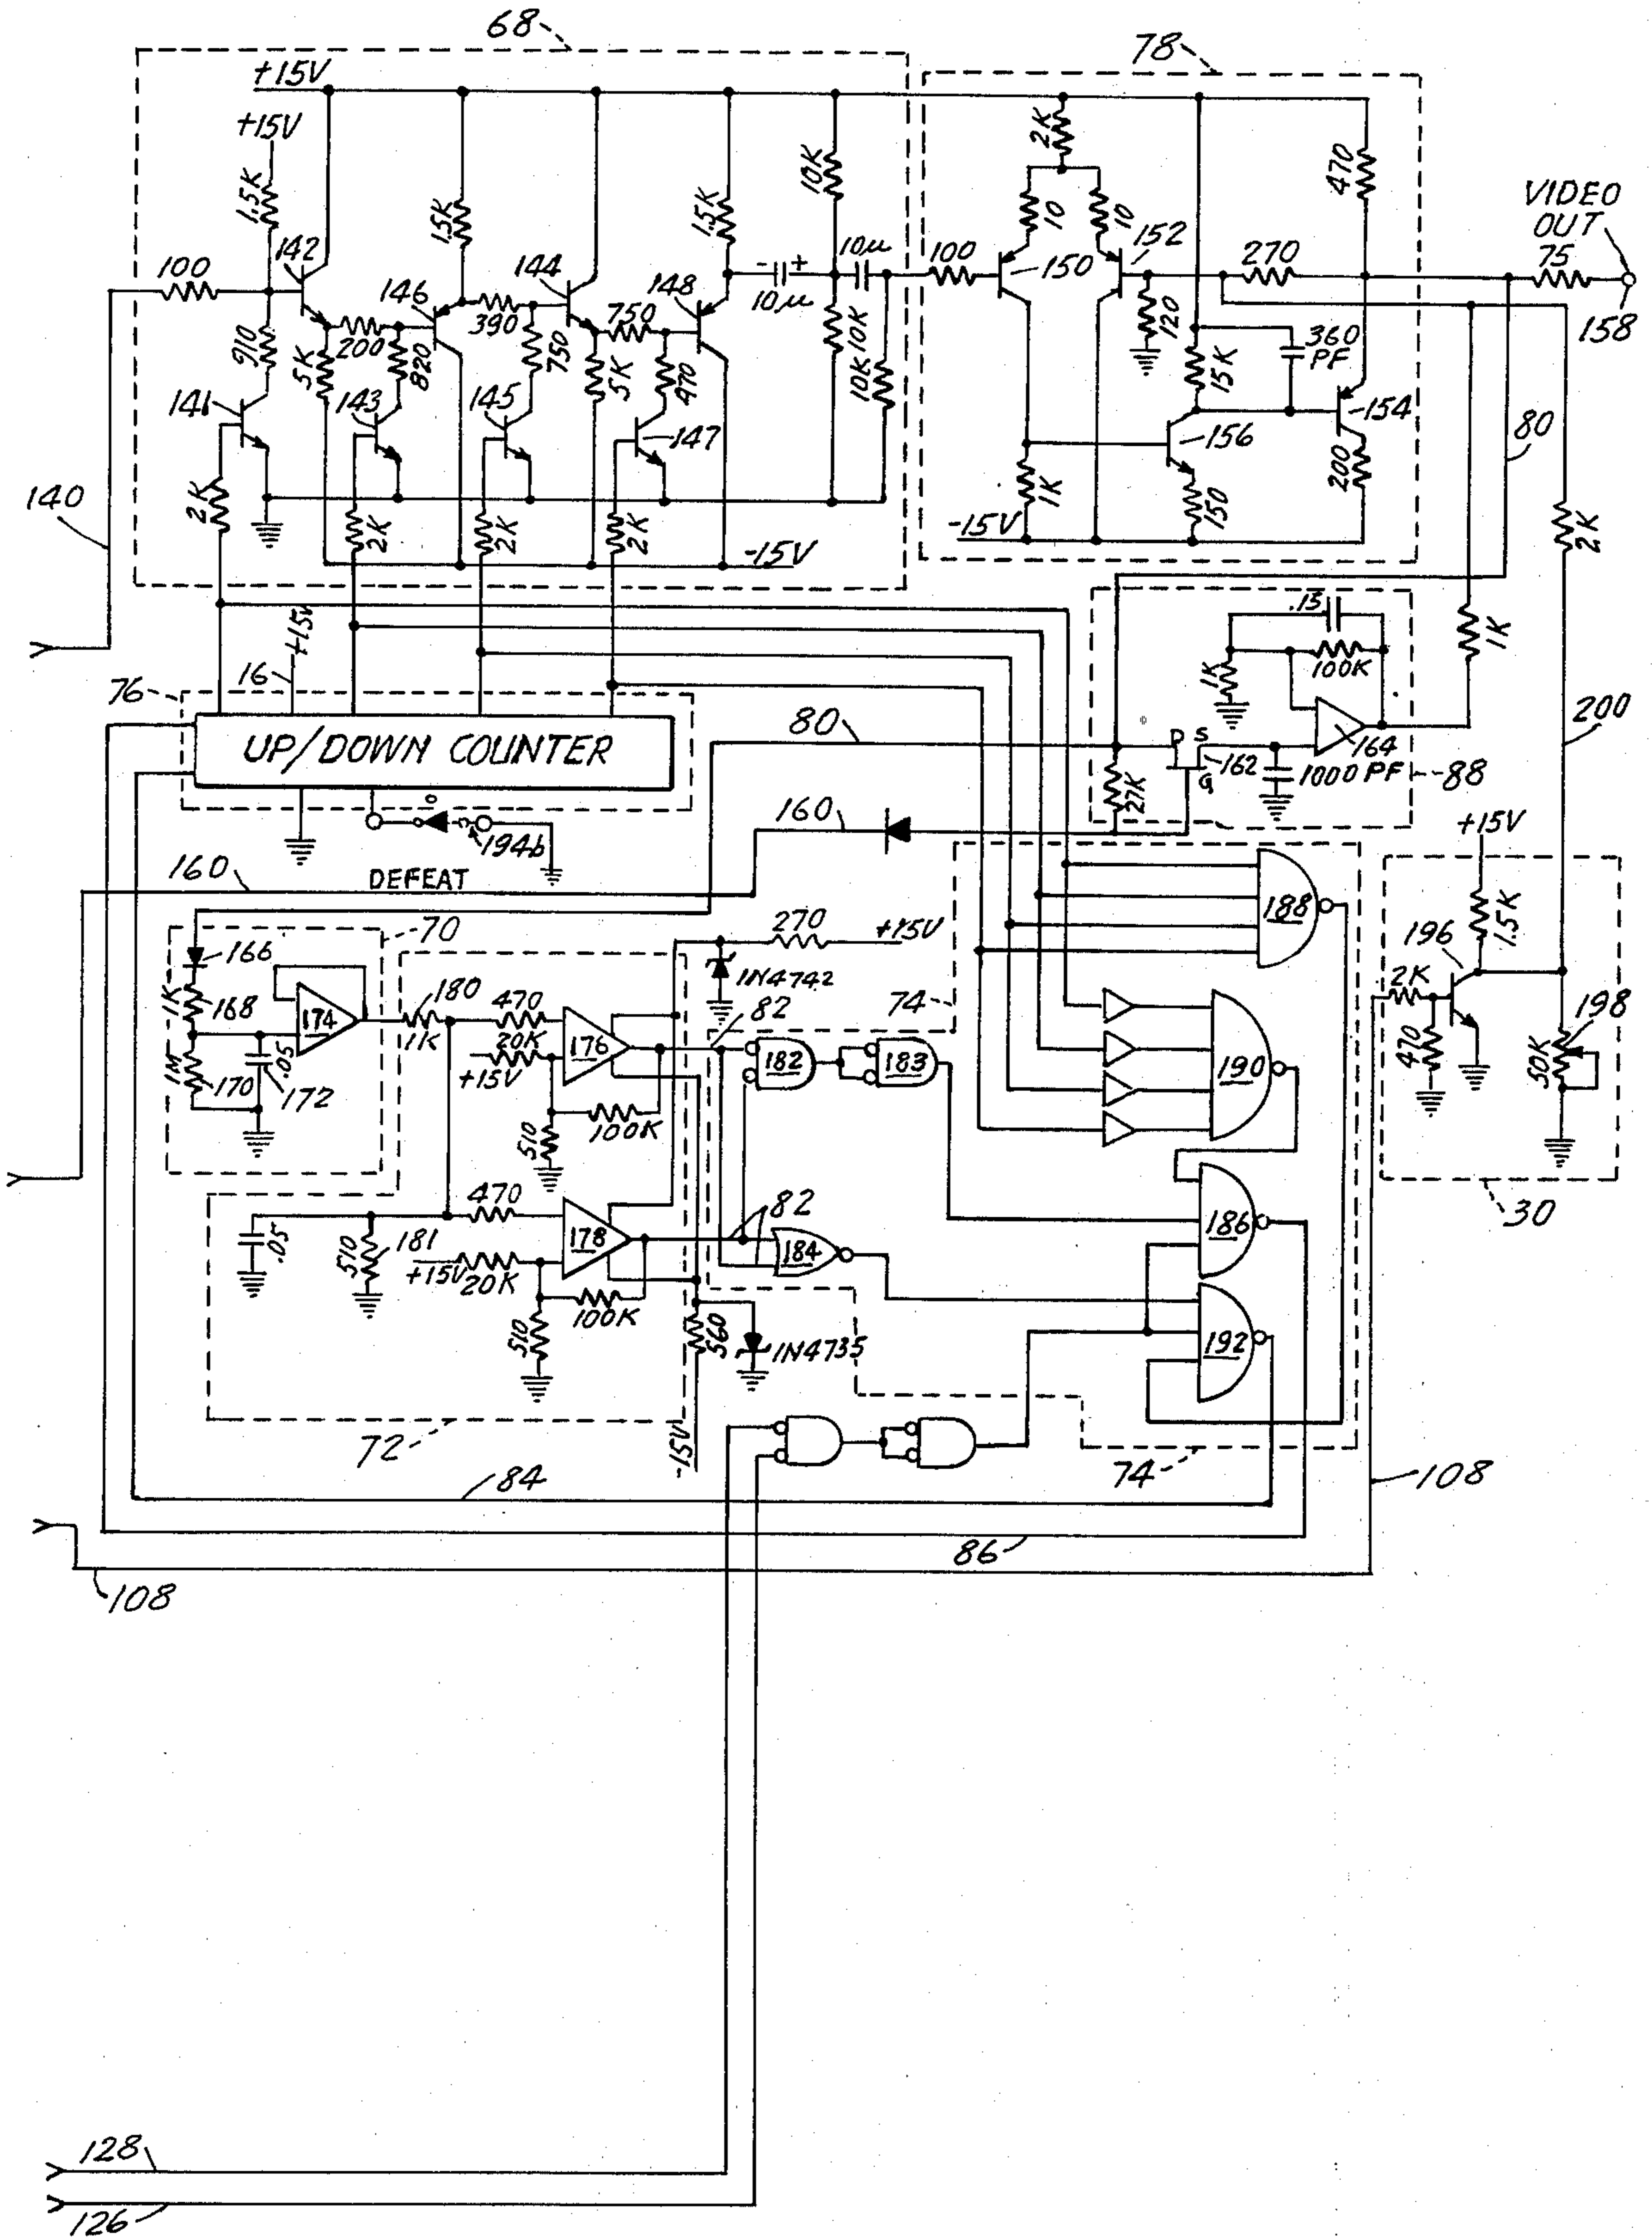 68
78
+15V
+15V
1.5K
142
100
910
5K
200
146
820
1.5K
390
144
750
5K
750
148
470
1.5K
10K
10µ
- +
10µ
10K
10K
141
143
145
147
2K
2K
2K
2K
-15V
140
2K
10
10
100
150
152
120
270
470
VIDEO
OUT
75
158
360
PF
15K
154
156
1K
150
200
-15V
80
2K
1K
200
76
16
+15V
UP/DOWN COUNTER
194b
80
.15
100K
1K
164
D
S
G
162
1000 PF
27K
88
160
160
DEFEAT
70
166
1K
168
174
1M
170
.05
172
180
1K
470
20K
+15V
176
510
100K
270
+15V
1N4742
82
74
182
183
188
190
+15V
1.5K
196
2K
470
198
50K
30
470
178
.05
510
181
+15V
20K
510
100K
82
184
560
1N4735
-15V
186
192
72
74
84
86
108
108
128
126